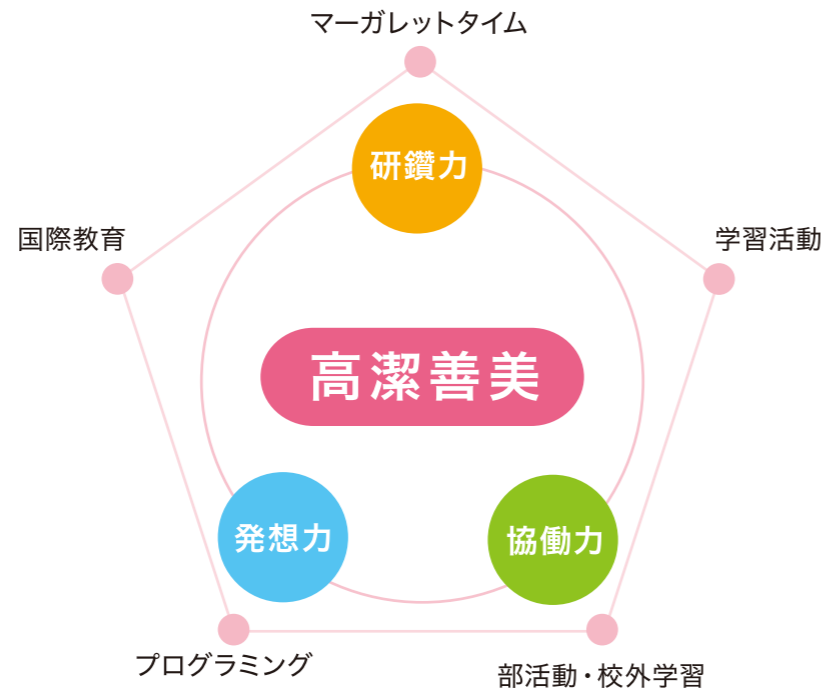 マーガレットタイム
研鑽力
国際教育
学習活動
高潔善美
発想力
協働力
プログラミング
部活動・校外学習